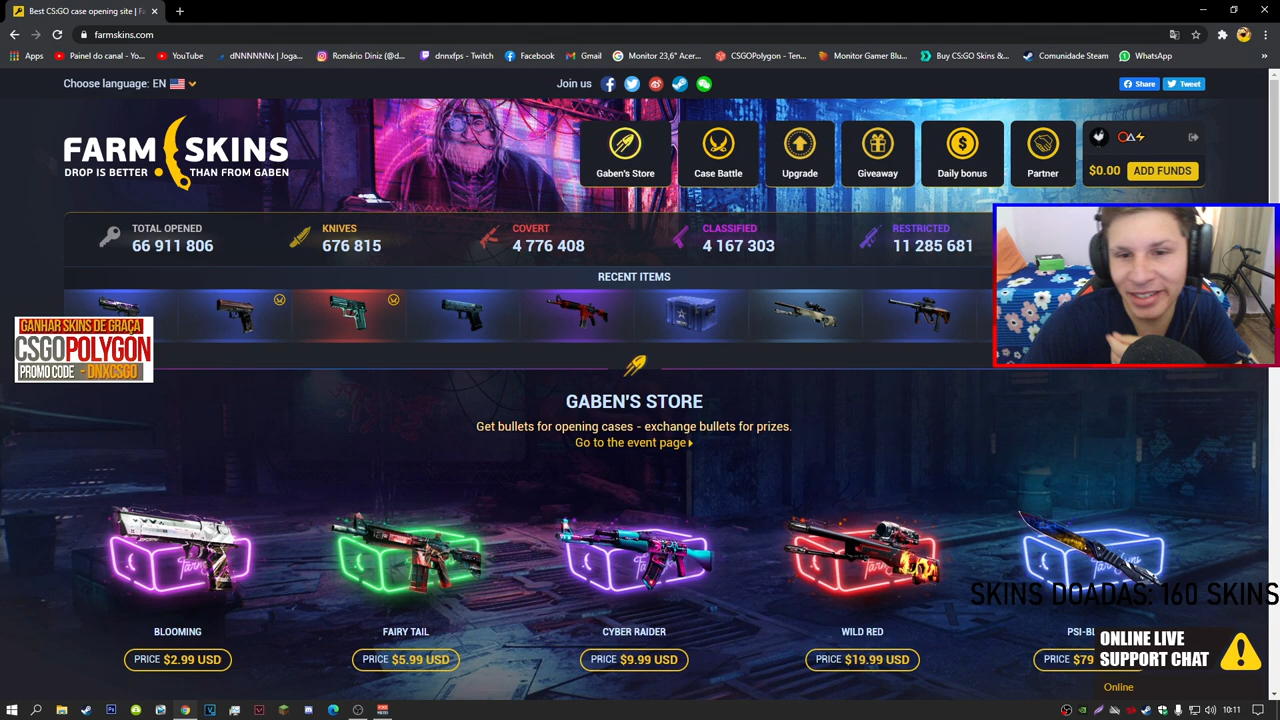 Best CS:GO case opening site | Fa
farmskins.com
Apps
Painel do canal - Yo...
YouTube
dNNNNNNx | Joga...
Romário Diniz (@d...
dnnxfps - Twitch
Facebook
Gmail
Monitor 23,6" Acer...
CSGOPolygon - Ten...
Monitor Gamer Blu...
Buy CS:GO Skins &...
Comunidade Steam
WhatsApp
Choose language: EN
Join us
Share
Tweet
FARM SKINS
DROP IS BETTER THAN FROM GABEN
Gaben's Store
Case Battle
Upgrade
Giveaway
Daily bonus
Partner
$0.00 ADD FUNDS
TOTAL OPENED
66 911 806
KNIVES
676 815
COVERT
4 776 408
CLASSIFIED
4 167 303
RESTRICTED
11 285 681
RECENT ITEMS
GANHAR SKINS DE GRAÇA
CSGOPOLYGON
PROMO CODE - DNXCSGO
GABEN'S STORE
Get bullets for opening cases - exchange bullets for prizes.
Go to the event page
BLOOMING
PRICE $2.99 USD
FAIRY TAIL
PRICE $5.99 USD
CYBER RAIDER
PRICE $9.99 USD
WILD RED
PRICE $19.99 USD
PSI-BL
PRICE $79
SKINS DOADAS: 160 SKINS
ONLINE LIVE
SUPPORT CHAT
Online
10:11